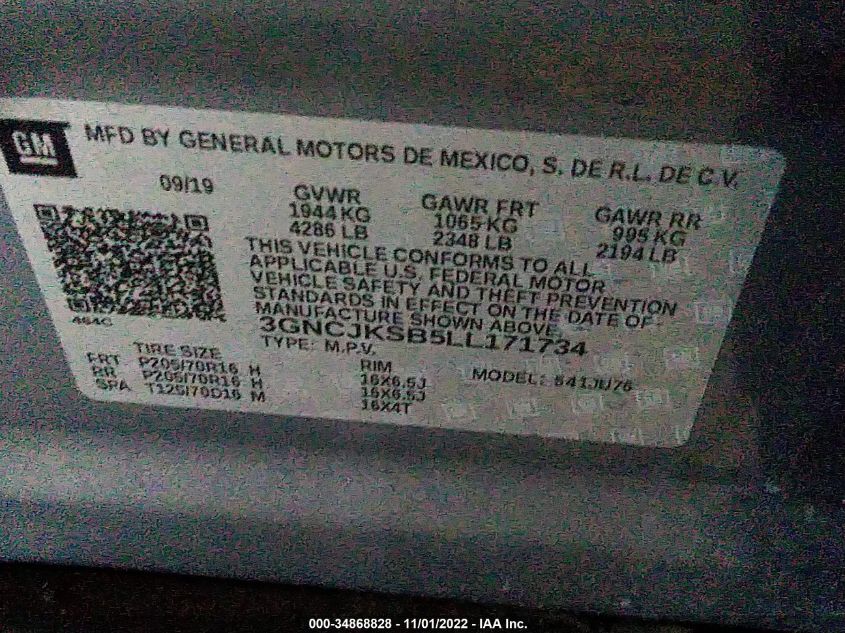 GM
MFD BY GENERAL MOTORS DE MEXICO, S. DE R.L. DE C.V.
09/19
GVWR
1944 KG
4286 LB
GAWR FRT
1065 KG
2348 LB
GAWR RR
995 KG
2194 LB
THIS VEHICLE CONFORMS TO ALL
APPLICABLE U.S. FEDERAL MOTOR
VEHICLE SAFETY AND THEFT PREVENTION
STANDARDS IN EFFECT ON THE DATE OF
MANUFACTURE SHOWN ABOVE.
3GNCJKSB5LL171734
TYPE: M.P.V.
MODEL:
TIRE SIZE
RIM
FRT P205/70R16 H 16X6.5J
RR P205/70R16 H 16X6.5J
SPA T125/70D16 M 16X4T
000-34868828 - 11/01/2022 - IAA Inc.